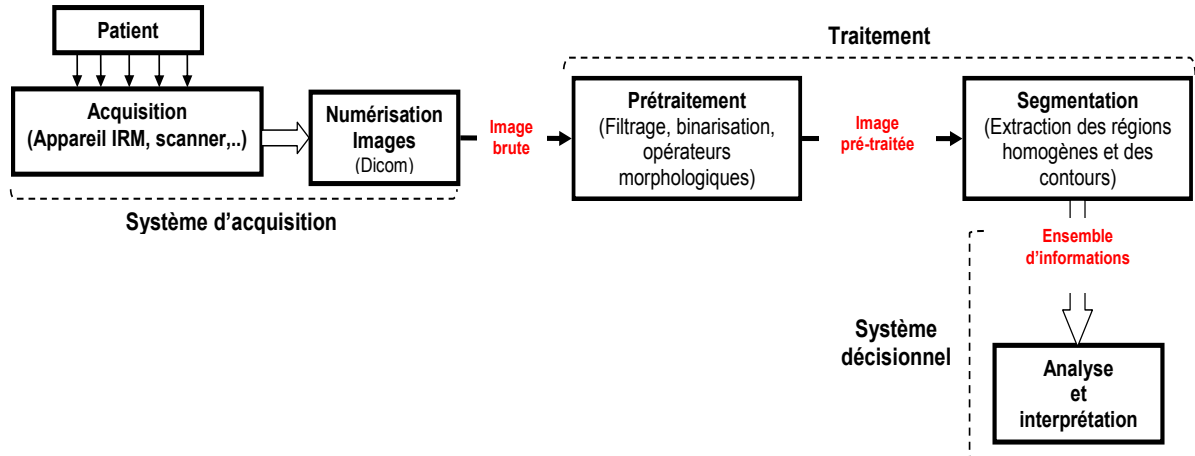 Patient
Acquisition
(Appareil IRM, scanner,..)
Numérisation
Images
(Dicom)
Système d’acquisition
Image
brute
Traitement
Prétraitement
(Filtrage, binarisation,
opérateurs
morphologiques)
Image
pré-traitée
Segmentation
(Extraction des régions
homogènes et des
contours)
Ensemble
d’informations
Système
décisionnel
Analyse
et
interprétation